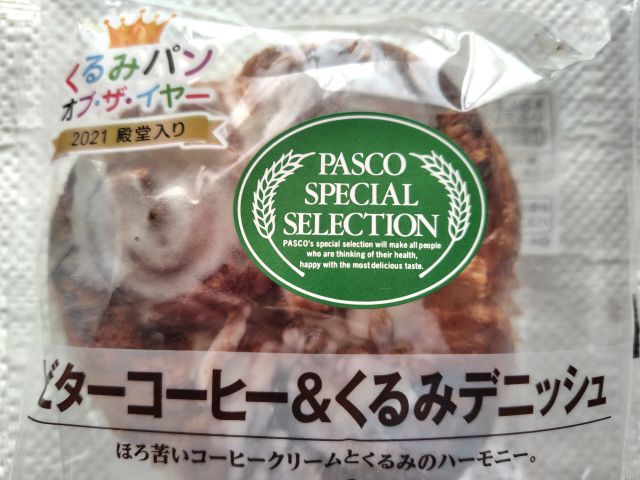 くるみパン
オブ・ザ・イヤー
2021 殿堂入り
PASCO
SPECIAL
SELECTION
PASCO's special selection will make all people
who are thinking of their health,
happy with the most delicious taste.
ビターコーヒー&くるみデニッシュ
ほろ苦いコーヒークリームとくるみのハーモニー。